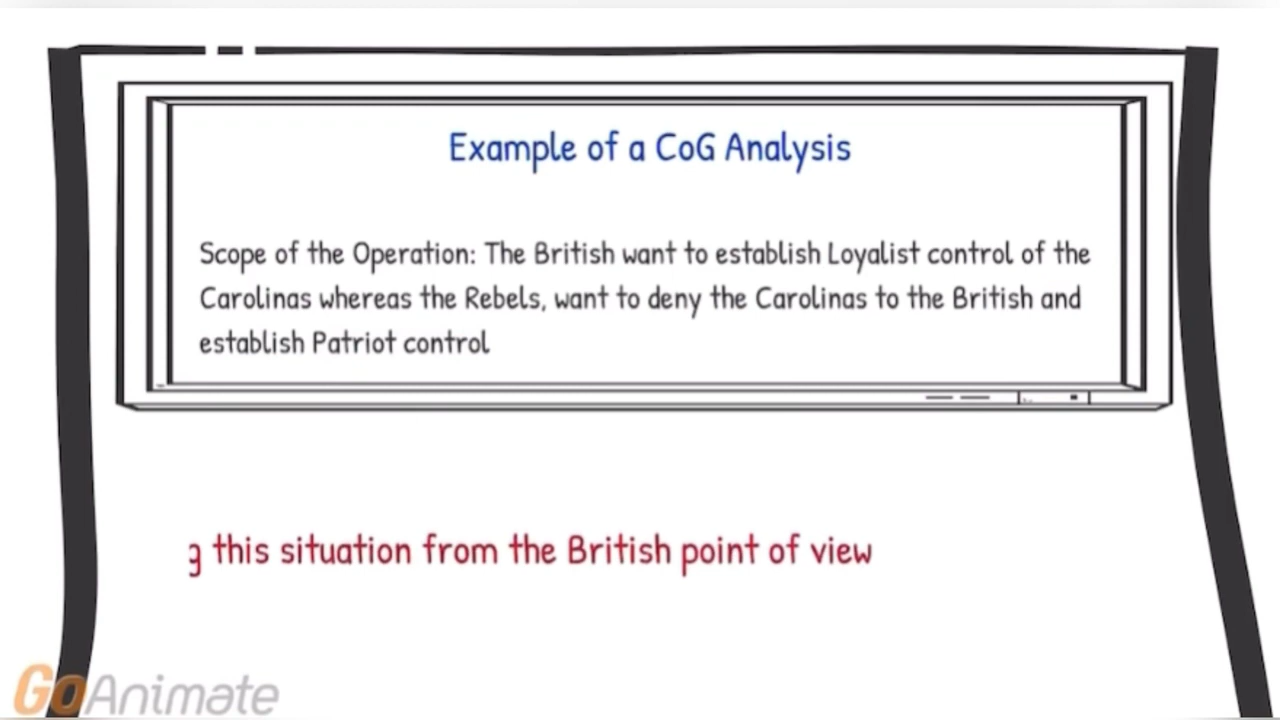 Example of a CoG Analysis
Scope of the Operation: The British want to establish Loyalist control of the
Carolinas whereas the Rebels, want to deny the Carolinas to the British and
establish Patriot control
g this situation from the British point of view
GoAnimate